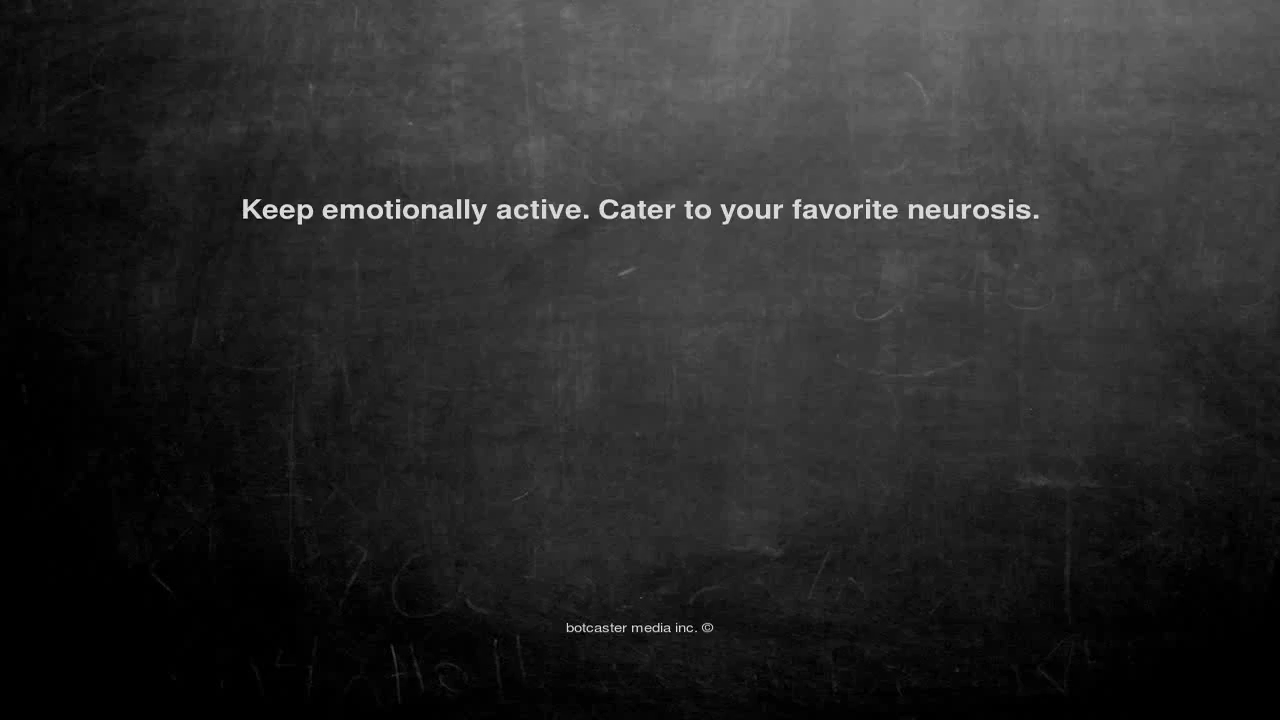 Keep emotionally active. Cater to your favorite neurosis.
botcaster media inc. ©